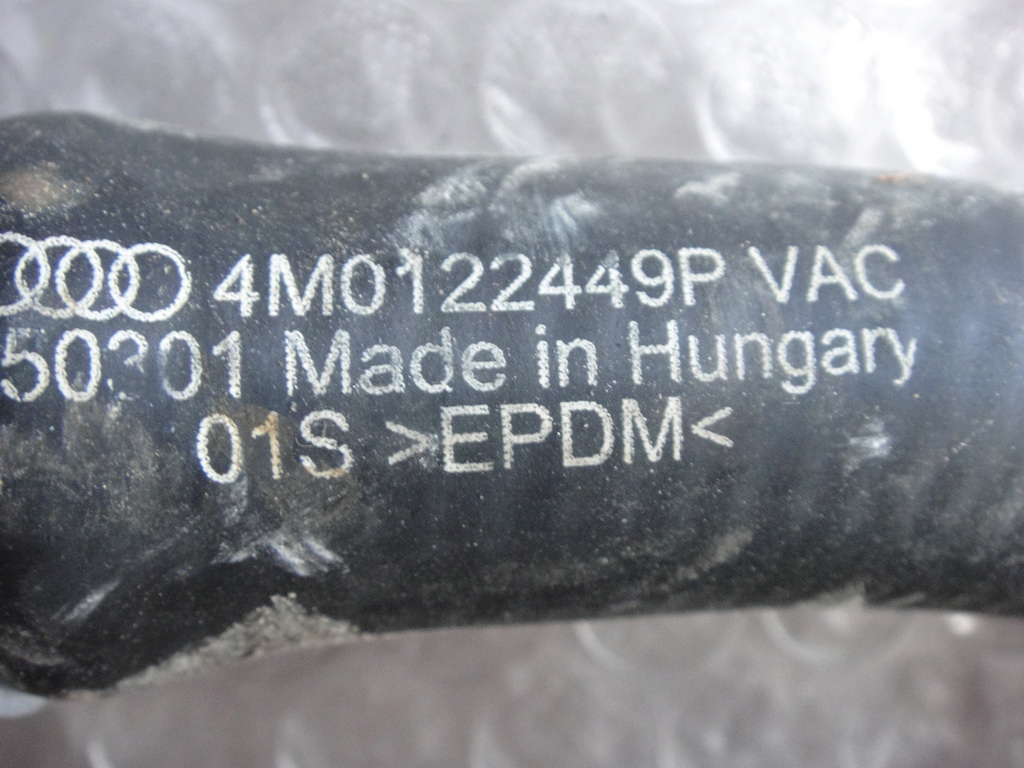 4M0122449P VAC
50301 Made in Hungary
01S >EPDM<